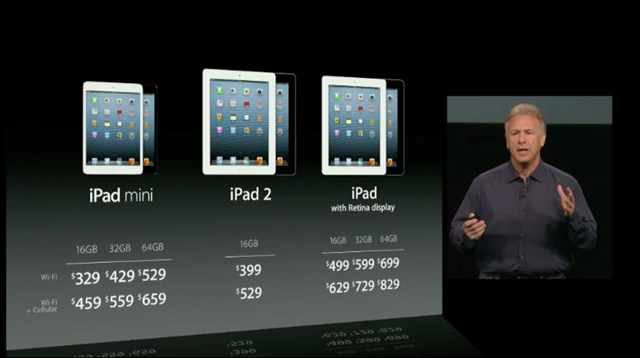 iPad mini
iPad 2
iPad
with Retina display
16GB 32GB 64GB
16GB
16GB 32GB 64GB
Wi-Fi
$329 $429 $529
$399
$499 $599 $699
Wi-Fi
+ Cellular
$459 $559 $659
$529
$629 $729 $829